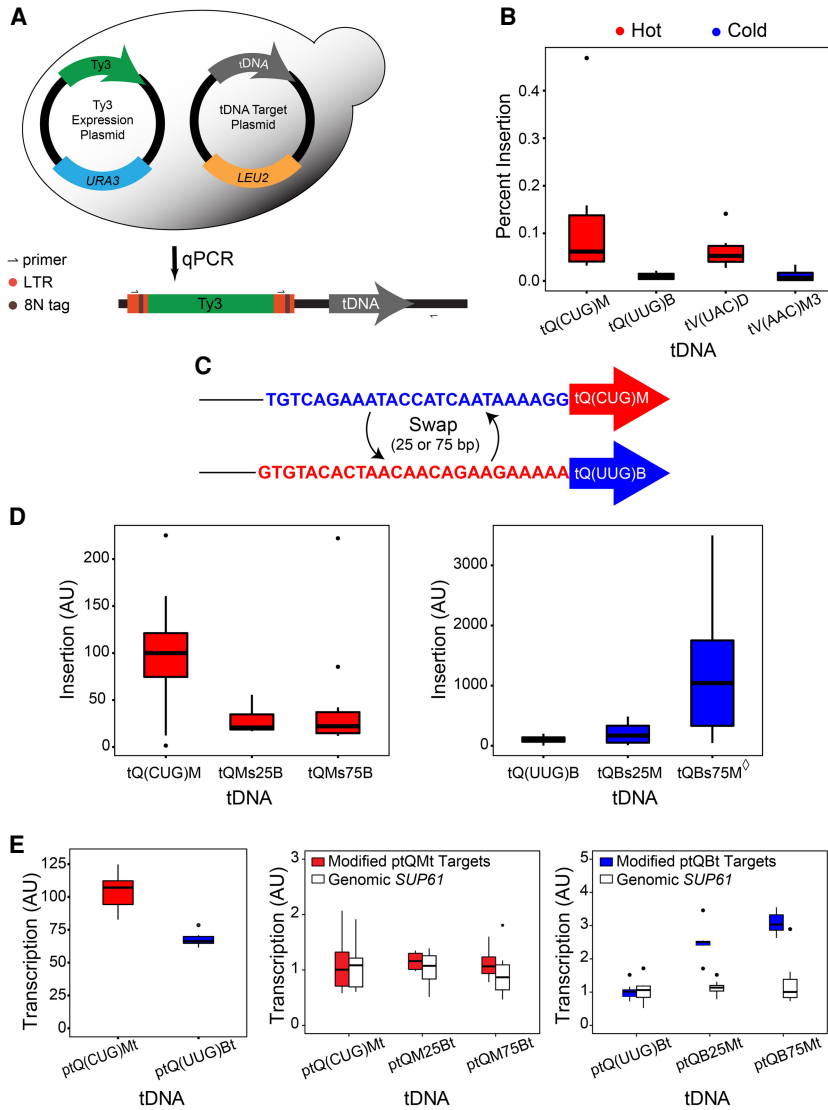 A
Ty3
tDNA
Ty3
Expression
Plasmid
tDNA Target
Plasmid
URA3
LEU2
qPCR
primer
LTR
8N tag
Ty3
tDNA
B
Hot
Cold
Percent Insertion
0.4
0.2
0.1
0.0
tQ(CUG)M
tQ(UUG)B
tV(UAC)D
tV(AAC)M3
tDNA
C
TGTCAGAAATACCATCAATAAAAGG
tQ(CUG)M
Swap
(25 or 75 bp)
GTGTACACTAACAACAGAAGAAAAA
tQ(UUG)B
D
Insertion (AU)
200
150
100
50
0
tQ(CUG)M
tQMs25B
tQMs75B
tDNA
Insertion (AU)
3000
1000
1000
0
tQ(UUG)B
tQBs25M
tQBs75M◊
tDNA
E
Transcription (AU)
125
100
75
50
25
0
ptQ(CUG)Mt
ptQ(UUG)Bt
tDNA
Modified ptQMt Targets
Genomic SUP61
Transcription (AU)
3
2
1
0
ptQ(CUG)Mt
ptQM25Bt
ptQM75Bt
tDNA
Modified ptQBt Targets
Genomic SUP61
Transcription (AU)
5
4
3
2
1
0
ptQ(UUG)Bt
ptQB25Mt
ptQB75Mt
tDNA